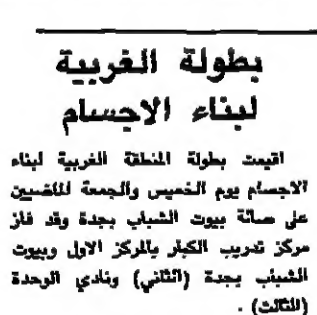 بطولة الغربية
لبناء الاجسام
اقيمت بطولة المنطقة الغربية لبناء
الاجسام يوم الخميس والجمعة الماضيين
على صالة بيوت الشباب بجدة وقد فاز
مركز تدريب الكبار بالمركز الاول وبيوت
الشباب بجدة (الثاني) ونادي الوحدة
(الثالث) .